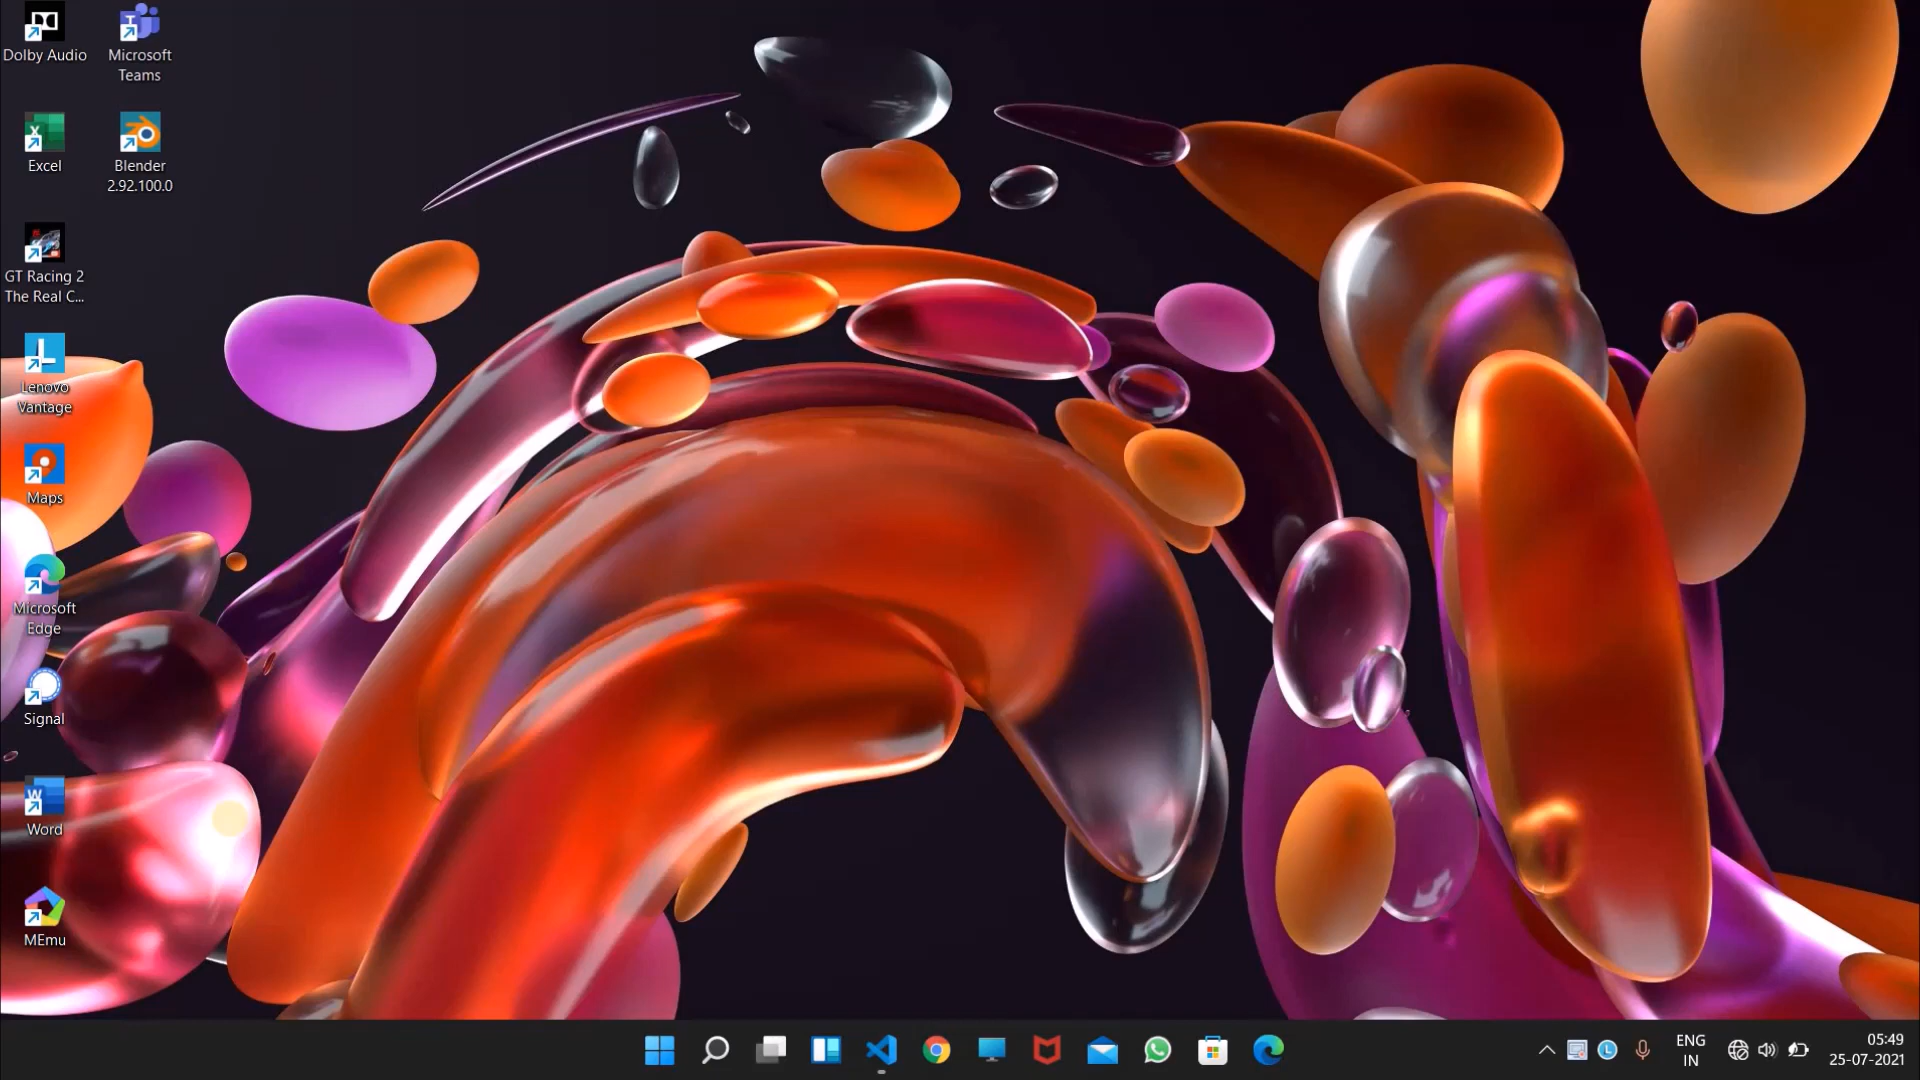 Dolby Audio
Microsoft
Teams
Excel
Blender
2.92.100.0
GT Racing 2
The Real C...
Lenovo
Vantage
Maps
Microsoft
Edge
Signal
Word
MEmu
ENG
IN
05:49
25-07-2021